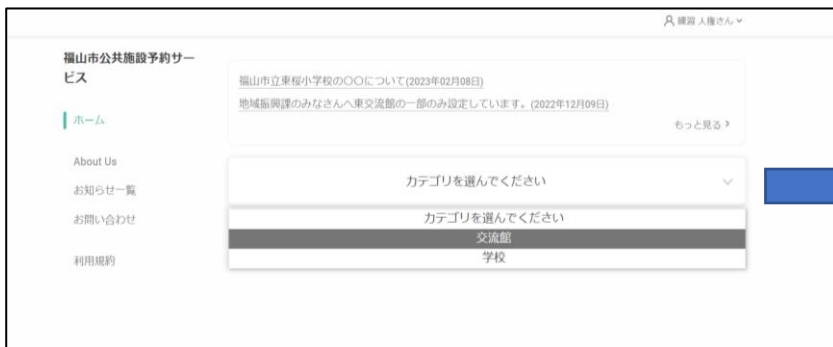 練習 人権さん
福山市公共施設予約サー
ビス
ホーム
About Us
お知らせ一覧
お問い合わせ
利用規約
福山市立東桜小学校の〇〇について(2023年02月08日)
地域振興課のみなさんへ東交流館の一部のみ設定しています。(2022年12月09日)
もっと見る
カテゴリを選んでください
カテゴリを選んでください
交流館
学校